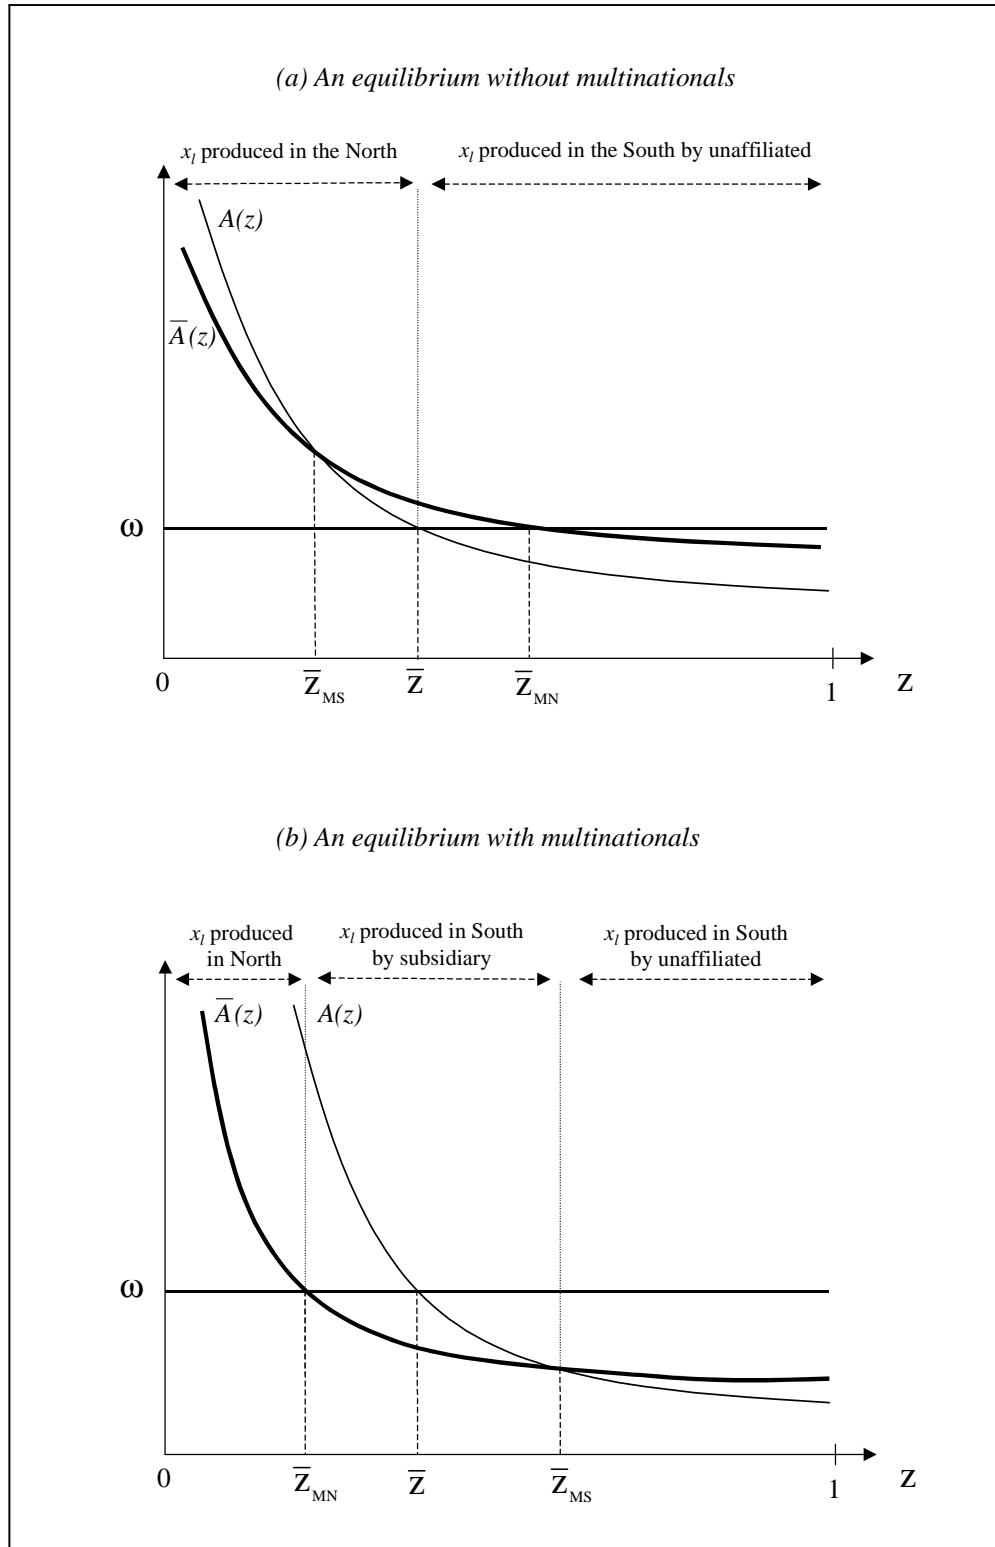 (a) An equilibrium without multinationals
x_l produced in the North x_l produced in the South by unaffiliated
A(z)
A̅(z)
ω
0 z̅_MS z̅ z̅_MN 1 z
(b) An equilibrium with multinationals
x_l produced
in North
x_l produced in South
by subsidiary
x_l produced in South
by unaffiliated
A̅(z) A(z)
ω
0 z̅_MN z̅ z̅_MS 1 z